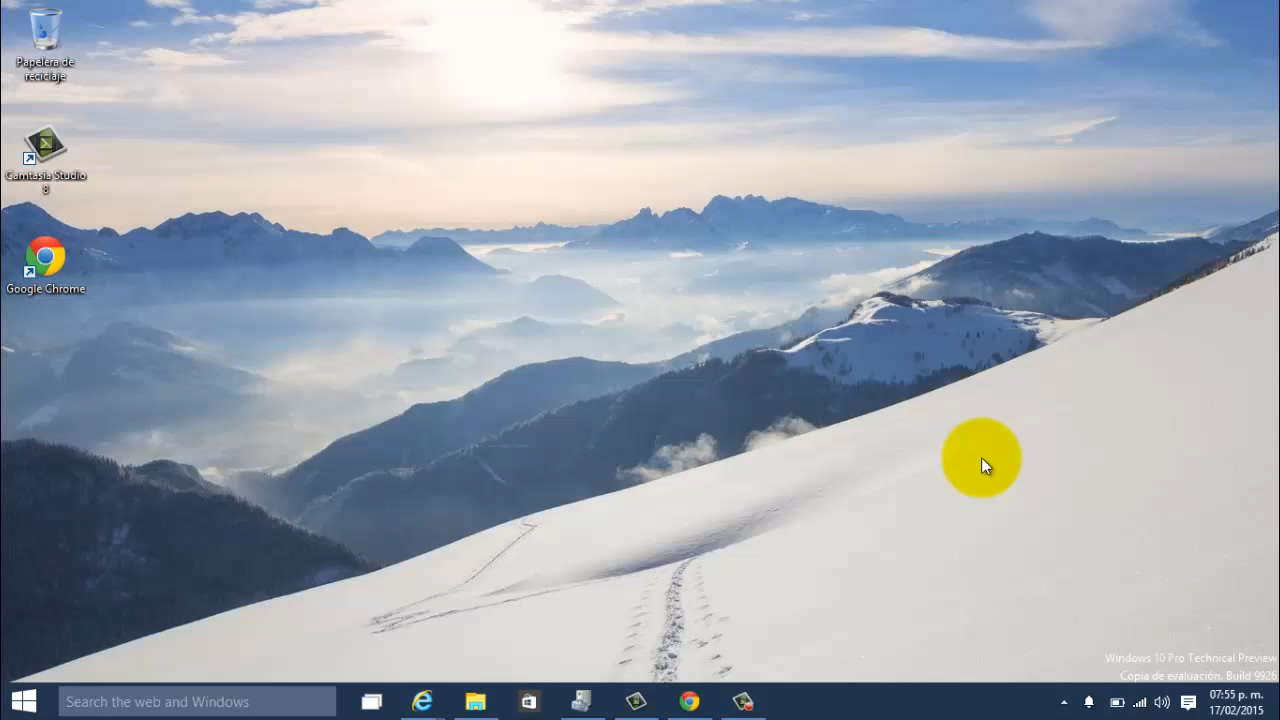 Papelera de
reciclaje
Camtasia Studio
8
Google Chrome
Windows 10 Pro Technical Preview
Copia de evaluación. Build 9926
Search the web and Windows
07:55 p. m.
17/02/2015